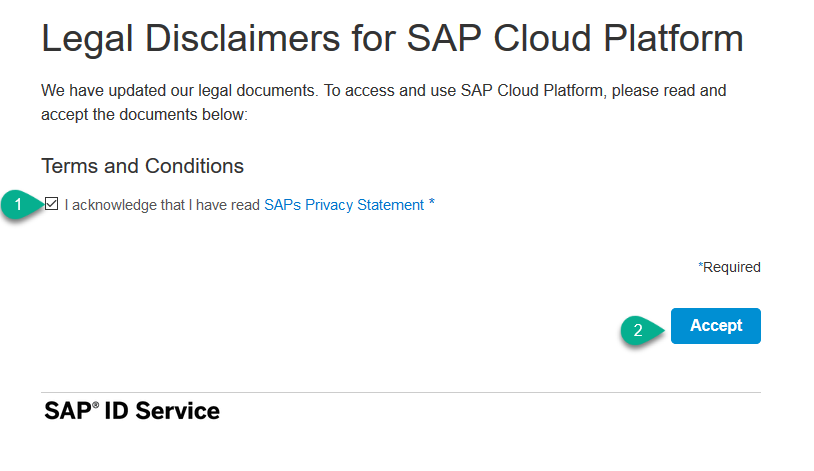 Legal Disclaimers for SAP Cloud Platform
We have updated our legal documents. To access and use SAP Cloud Platform, please read and
accept the documents below:
Terms and Conditions
1 I acknowledge that I have read SAPs Privacy Statement *
*Required
2 Accept
SAP® ID Service